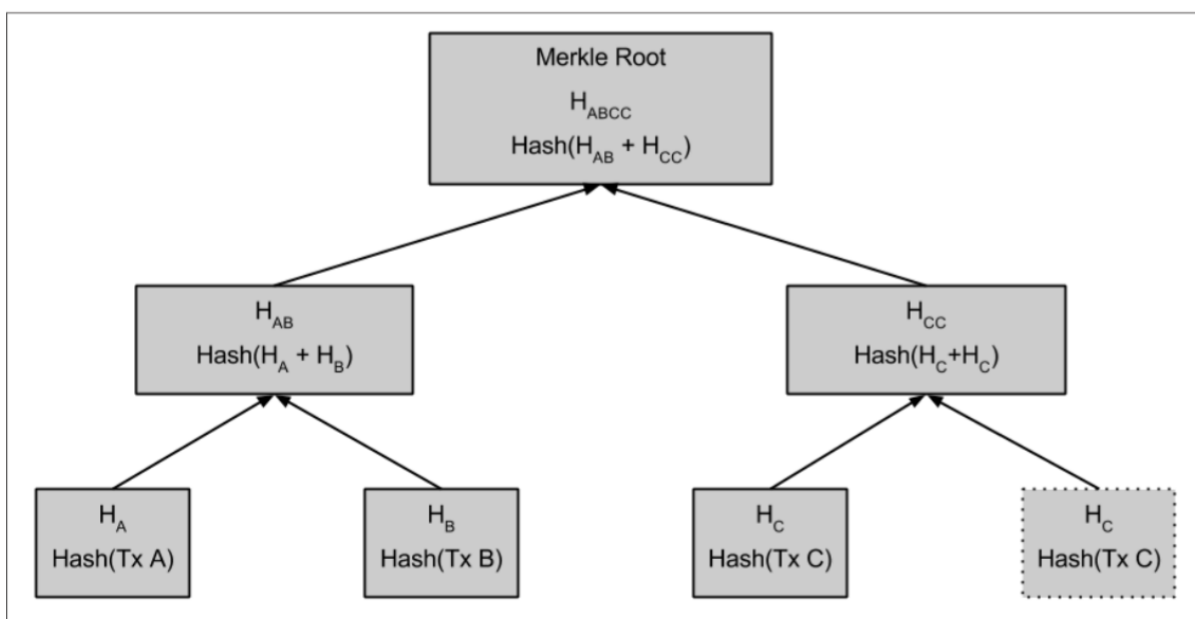 Merkle Root
H_ABCC
Hash(H_AB + H_CC)
H_AB
Hash(H_A + H_B)
H_CC
Hash(H_C+H_C)
H_A
Hash(Tx A)
H_B
Hash(Tx B)
H_C
Hash(Tx C)
H_C
Hash(Tx C)